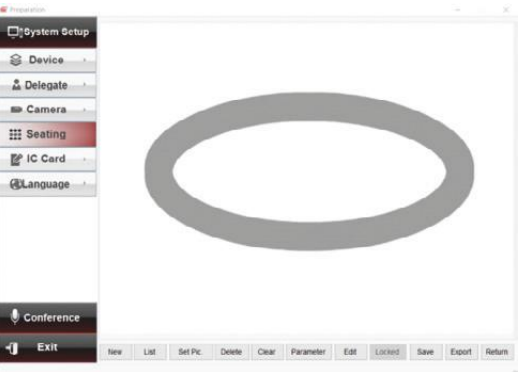 Preparation
System Setup
Device
Delegate
Camera
Seating
IC Card
Language
Conference
Exit
New List Set Pic. Delete Clear Parameter Edit Locked Save Export Return